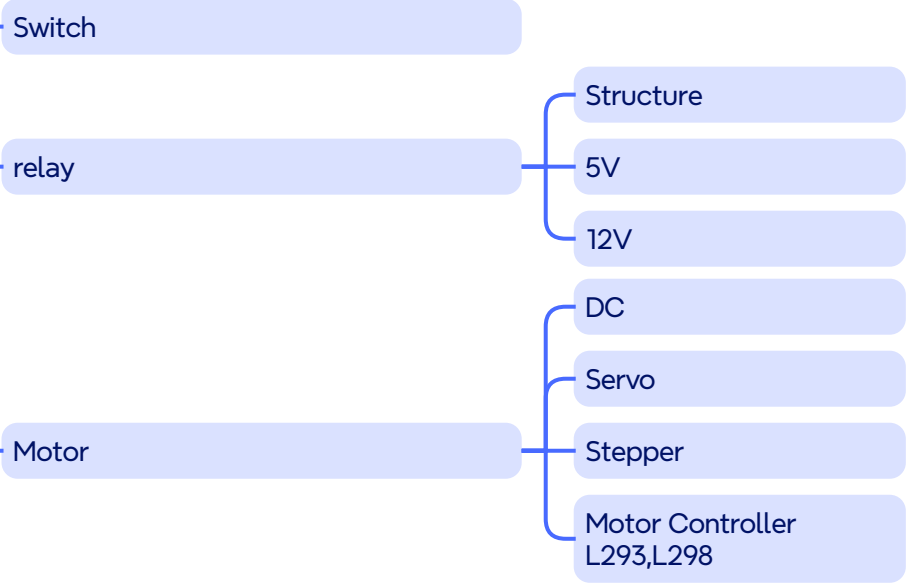 Switch
relay
Structure
5V
12V
Motor
DC
Servo
Stepper
Motor Controller
L293,L298